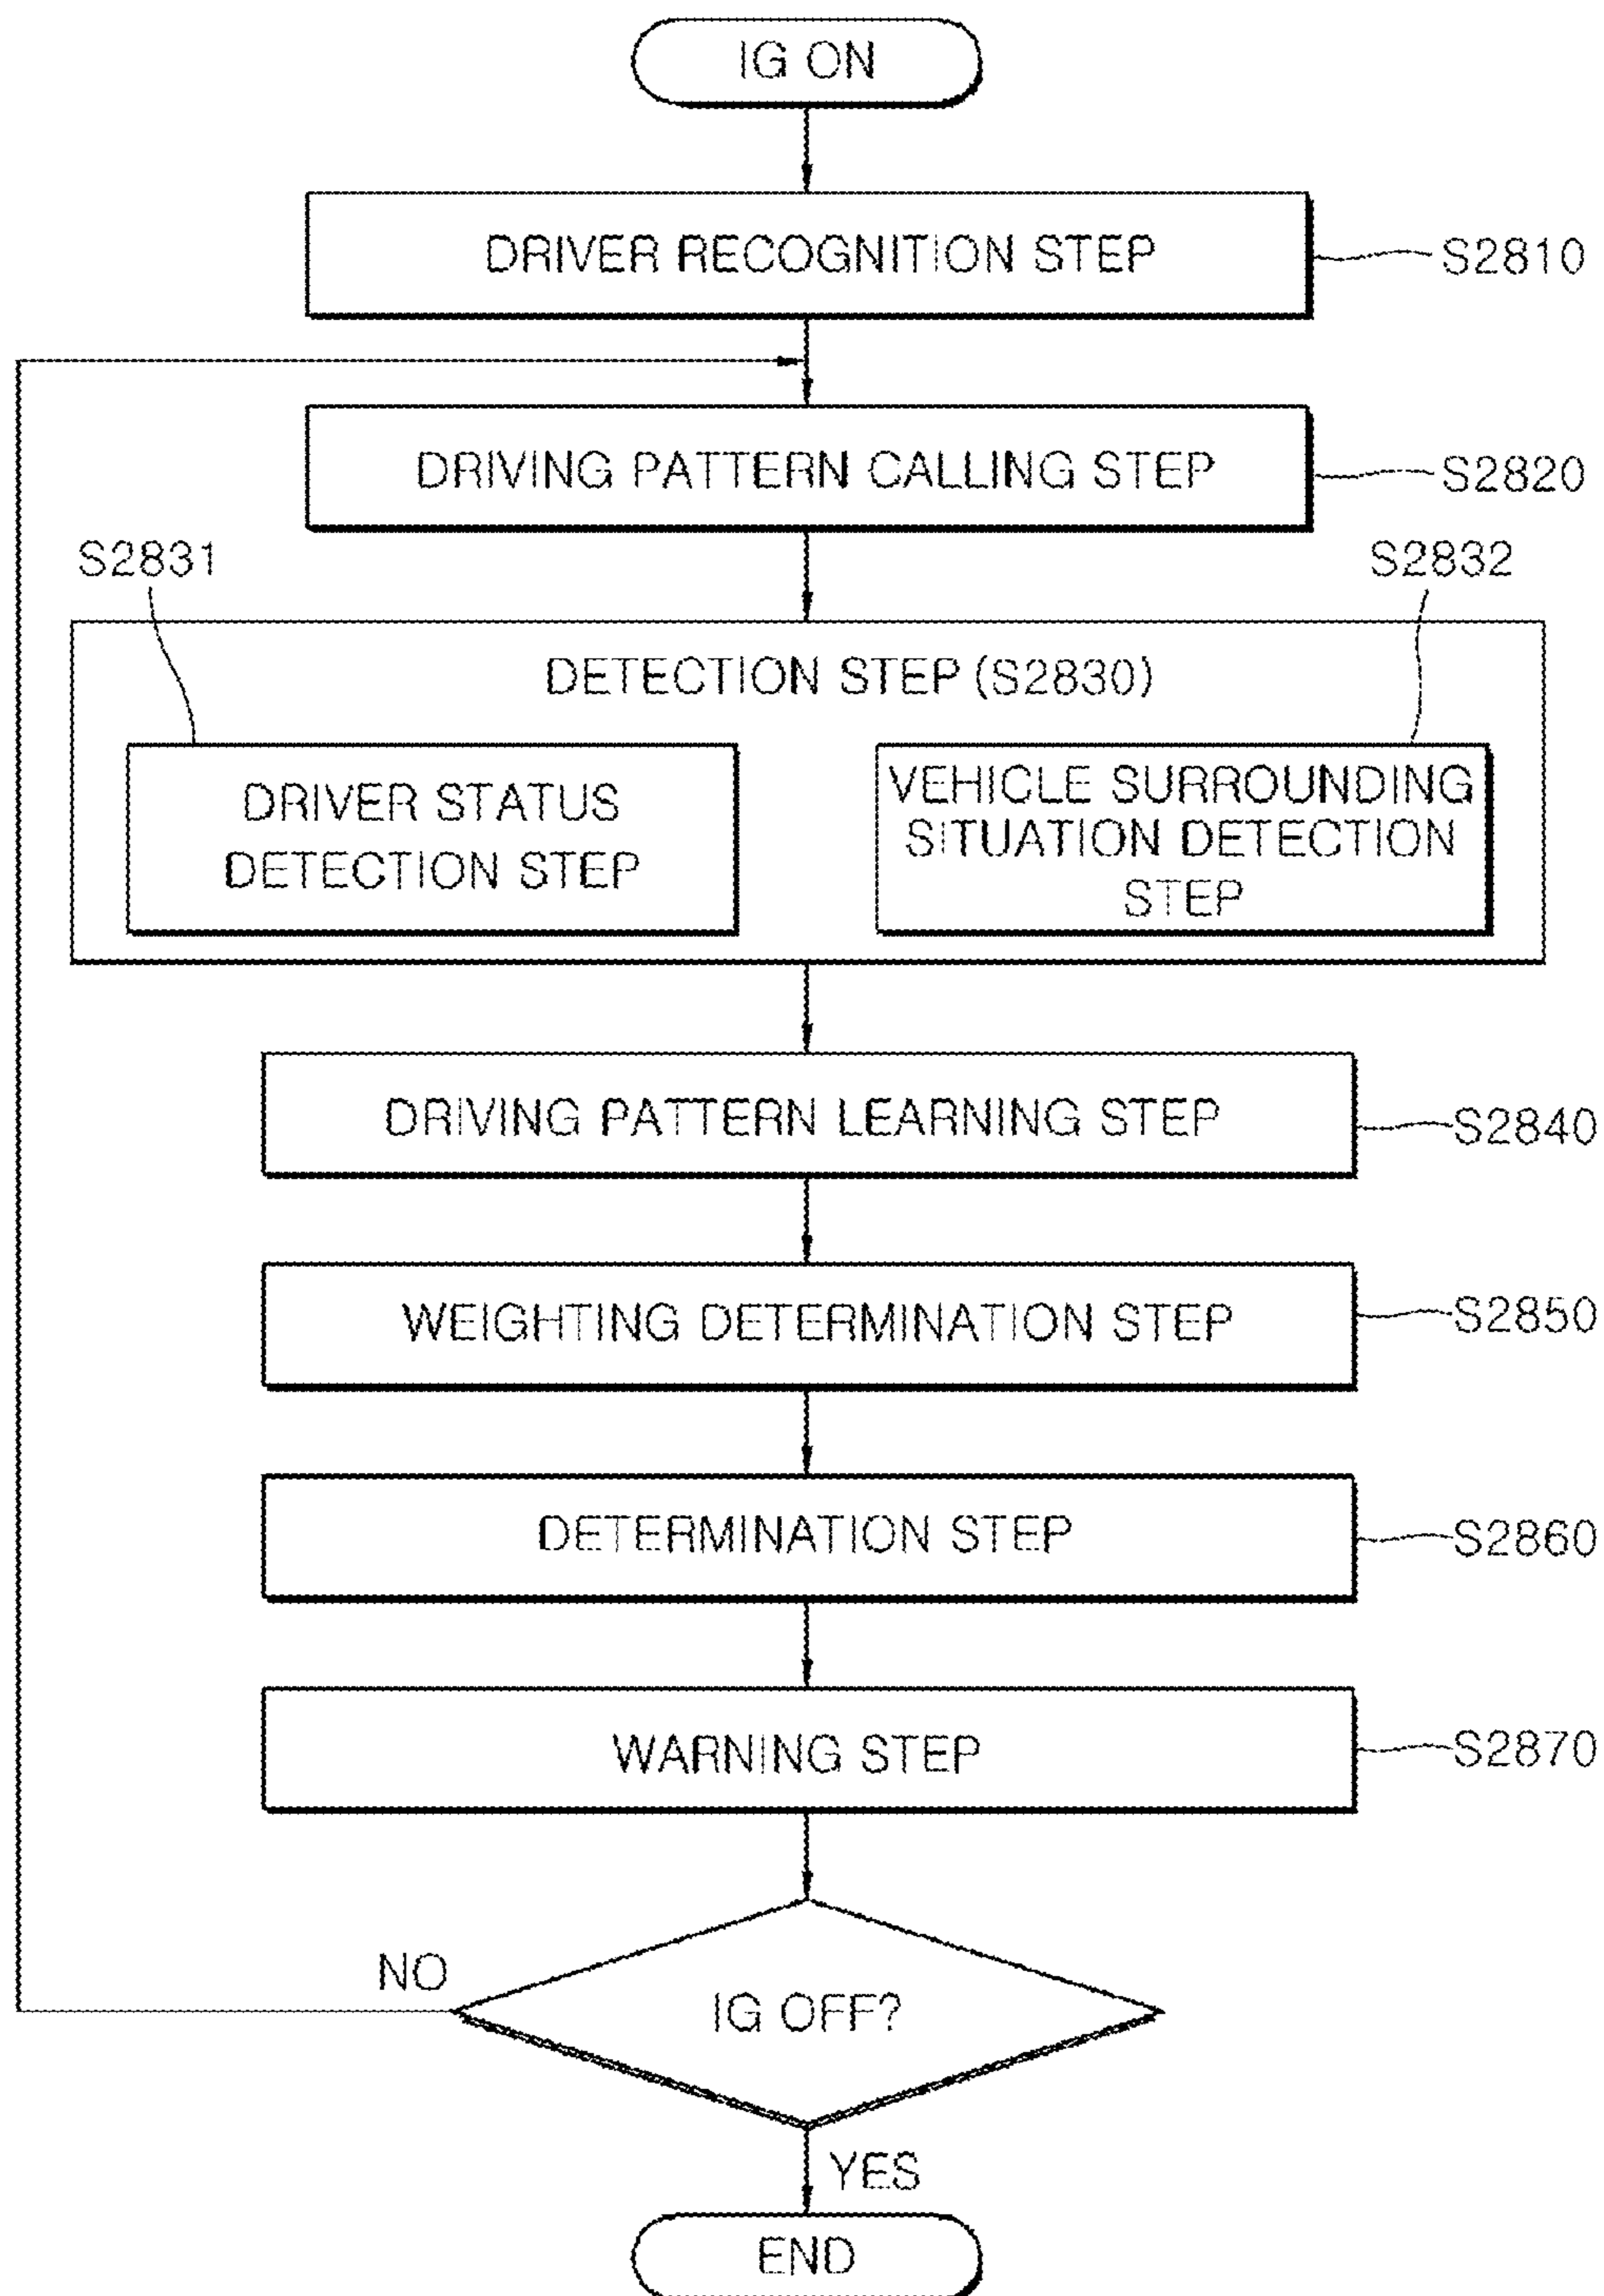 IG ON
DRIVER RECOGNITION STEP
S2810
DRIVING PATTERN CALLING STEP
S2820
S2831
S2832
DETECTION STEP (S2830)
DRIVER STATUS
DETECTION STEP
VEHICLE SURROUNDING
SITUATION DETECTION
STEP
DRIVING PATTERN LEARNING STEP
S2840
WEIGHTING DETERMINATION STEP
S2850
DETERMINATION STEP
S2860
WARNING STEP
S2870
NO
IG OFF?
YES
END